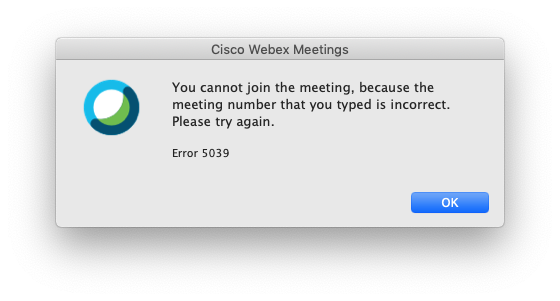 Cisco Webex Meetings
You cannot join the meeting, because the
meeting number that you typed is incorrect.
Please try again.
Error 5039
OK